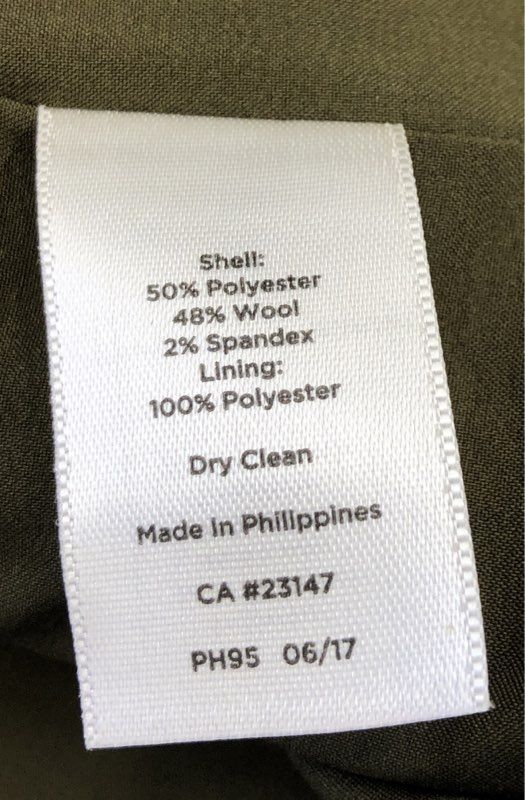 Shell:
50% Polyester
48% Wool
2% Spandex
Lining:
100% Polyester
Dry Clean
Made In Philippines
CA #23147
PH95 06/17